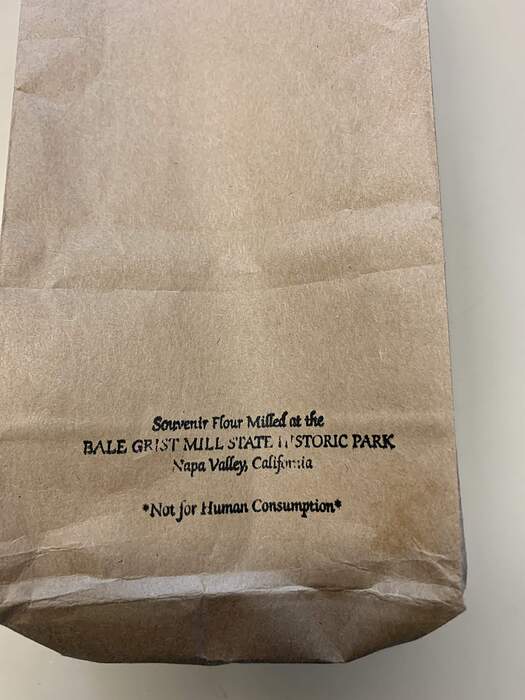 Souvenir Flour Milled at the
BALE GRIST MILL STATE HISTORIC PARK
Napa Valley, California
*Not for Human Consumption*